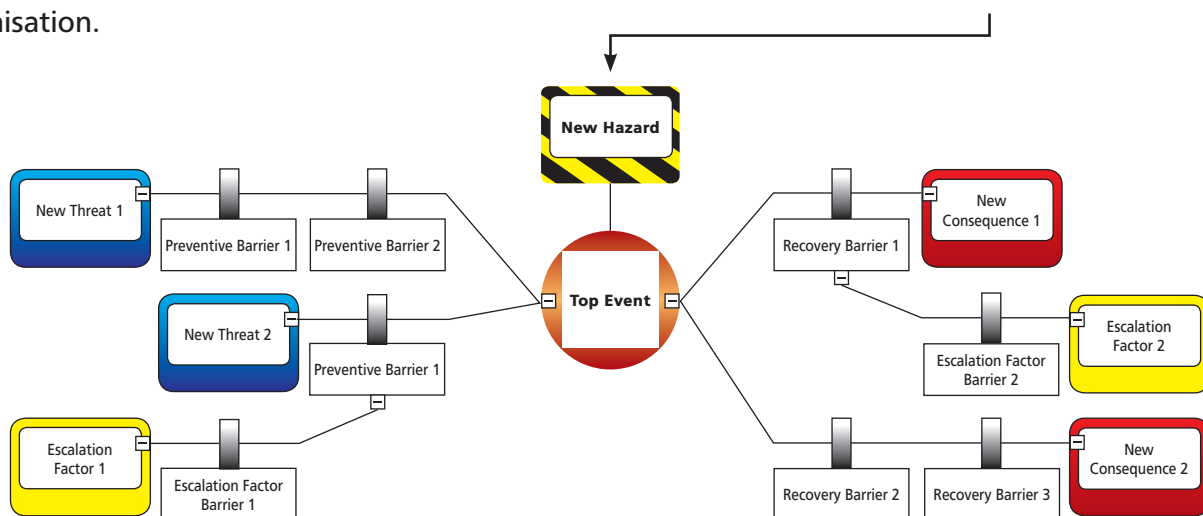 nisation.
New Hazard
New Threat 1
Preventive Barrier 1
Preventive Barrier 2
Recovery Barrier 1
New
Consequence 1
Top Event
New Threat 2
Preventive Barrier 1
Escalation Factor
Barrier 2
Escalation
Factor 2
Escalation
Factor 1
Escalation Factor
Barrier 1
Recovery Barrier 2
Recovery Barrier 3
New
Consequence 2